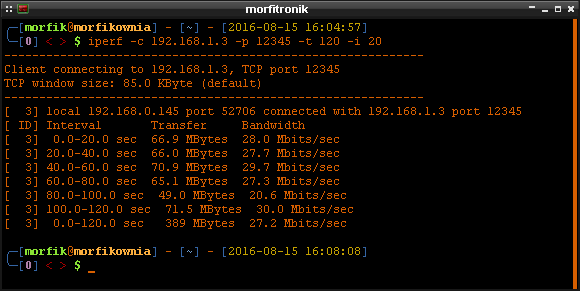 morfitronik
[morfik@morfikownia] - [~] - [2016-08-15 16:04:57]
[0] < > $ iperf -c 192.168.1.3 -p 12345 -t 120 -i 20
------------------------------------------------------------
Client connecting to 192.168.1.3, TCP port 12345
TCP window size: 85.0 KByte (default)
------------------------------------------------------------
[  3] local 192.168.0.145 port 52706 connected with 192.168.1.3 port 12345
[ ID] Interval       Transfer     Bandwidth
[  3]  0.0-20.0 sec  66.9 MBytes  28.0 Mbits/sec
[  3] 20.0-40.0 sec  66.0 MBytes  27.7 Mbits/sec
[  3] 40.0-60.0 sec  70.9 MBytes  29.7 Mbits/sec
[  3] 60.0-80.0 sec  65.1 MBytes  27.3 Mbits/sec
[  3] 80.0-100.0 sec  49.0 MBytes  20.6 Mbits/sec
[  3] 100.0-120.0 sec  71.5 MBytes  30.0 Mbits/sec
[  3]  0.0-120.0 sec   389 MBytes  27.2 Mbits/sec
[morfik@morfikownia] - [~] - [2016-08-15 16:08:08]
[0] < > $